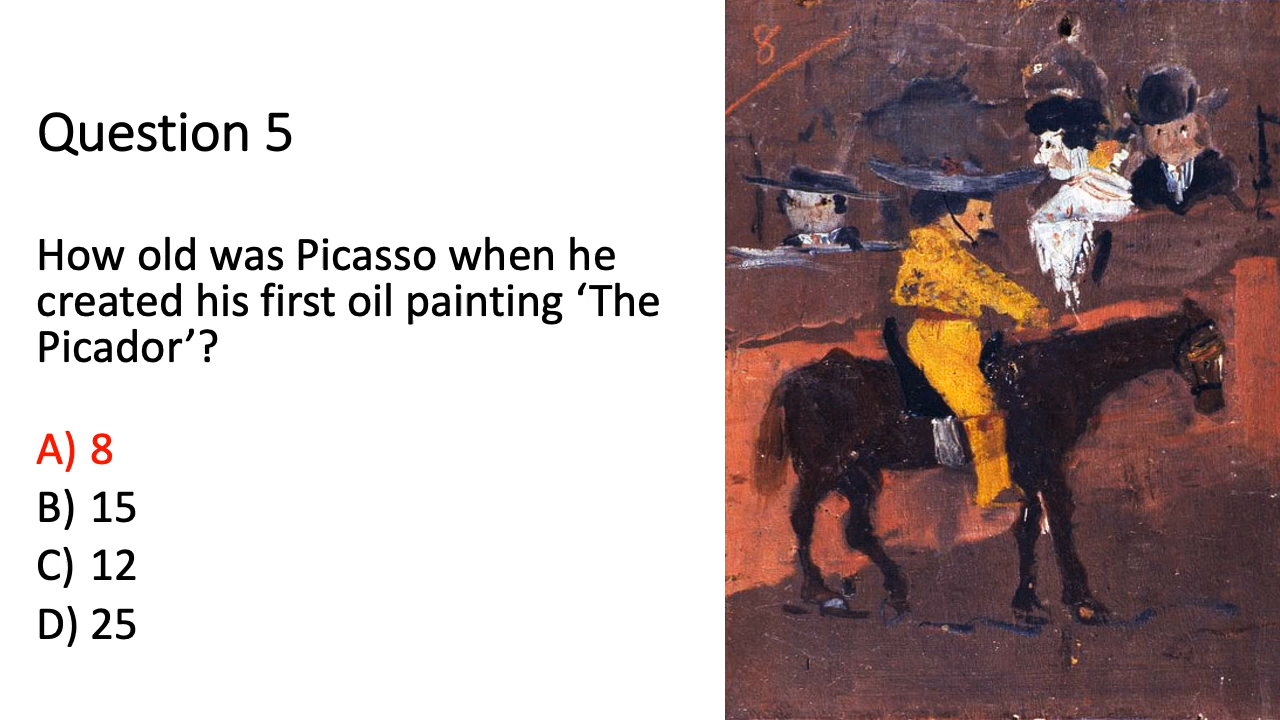 Question 5
How old was Picasso when he
created his first oil painting ‘The
Picador’?
A) 8
B) 15
C) 12
D) 25
8